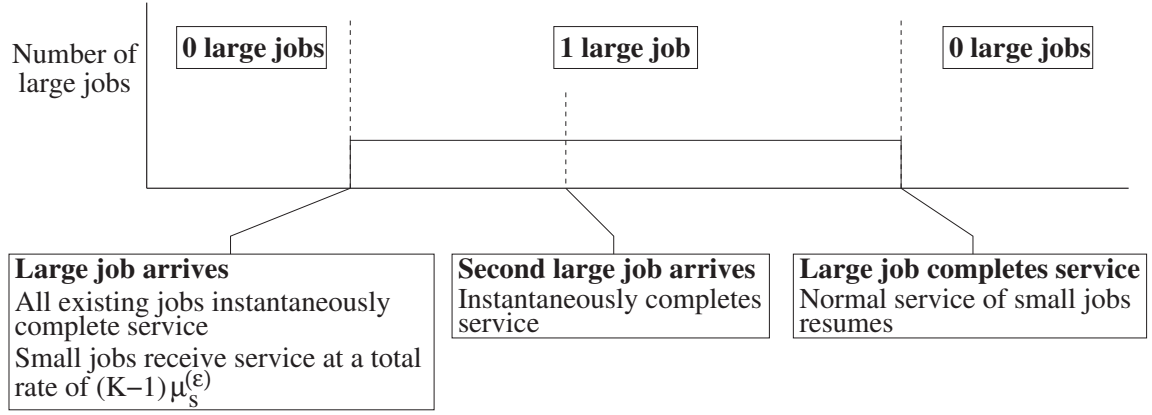 0 large jobs
1 large job
0 large jobs
Number of
large jobs
Large job arrives
All existing jobs instantaneously
complete service
Small jobs receive service at a total
rate of (K−1) μ_s^(ε)
Second large job arrives
Instantaneously completes
service
Large job completes service
Normal service of small jobs
resumes